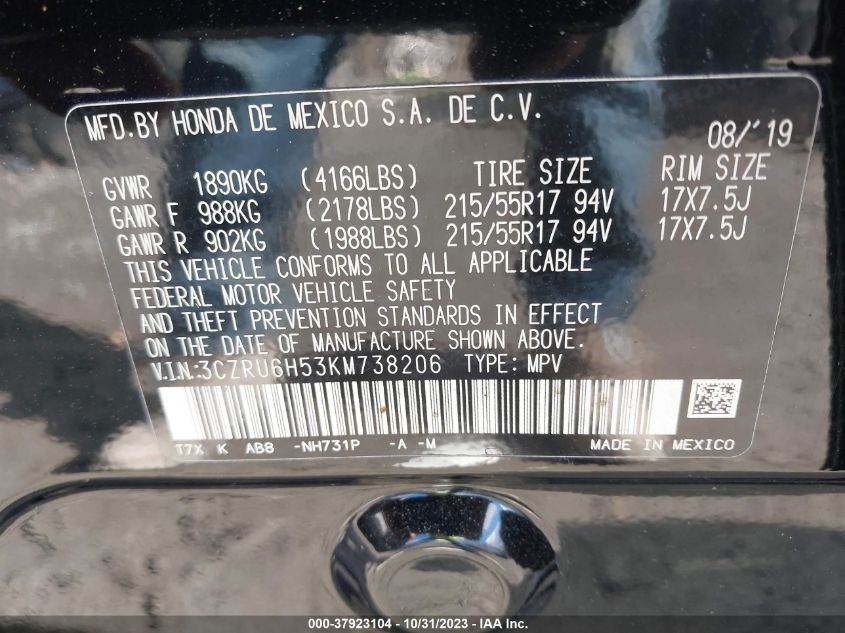 MFD.BY HONDA DE MEXICO S.A. DE C.V.
08/'19
GVWR 1890KG (4166LBS) TIRE SIZE RIM SIZE
GAWR F 988KG (2178LBS) 215/55R17 94V 17X7.5J
GAWR R 902KG (1988LBS) 215/55R17 94V 17X7.5J
THIS VEHICLE CONFORMS TO ALL APPLICABLE
FEDERAL MOTOR VEHICLE SAFETY
AND THEFT PREVENTION STANDARDS IN EFFECT
ON THE DATE OF MANUFACTURE SHOWN ABOVE.
V.I.N.:3CZRU6H53KM738206 TYPE: MPV
T7X K AB8 -NH731P -A -M MADE IN MEXICO
000-37923104 - 10/31/2023 - IAA Inc.